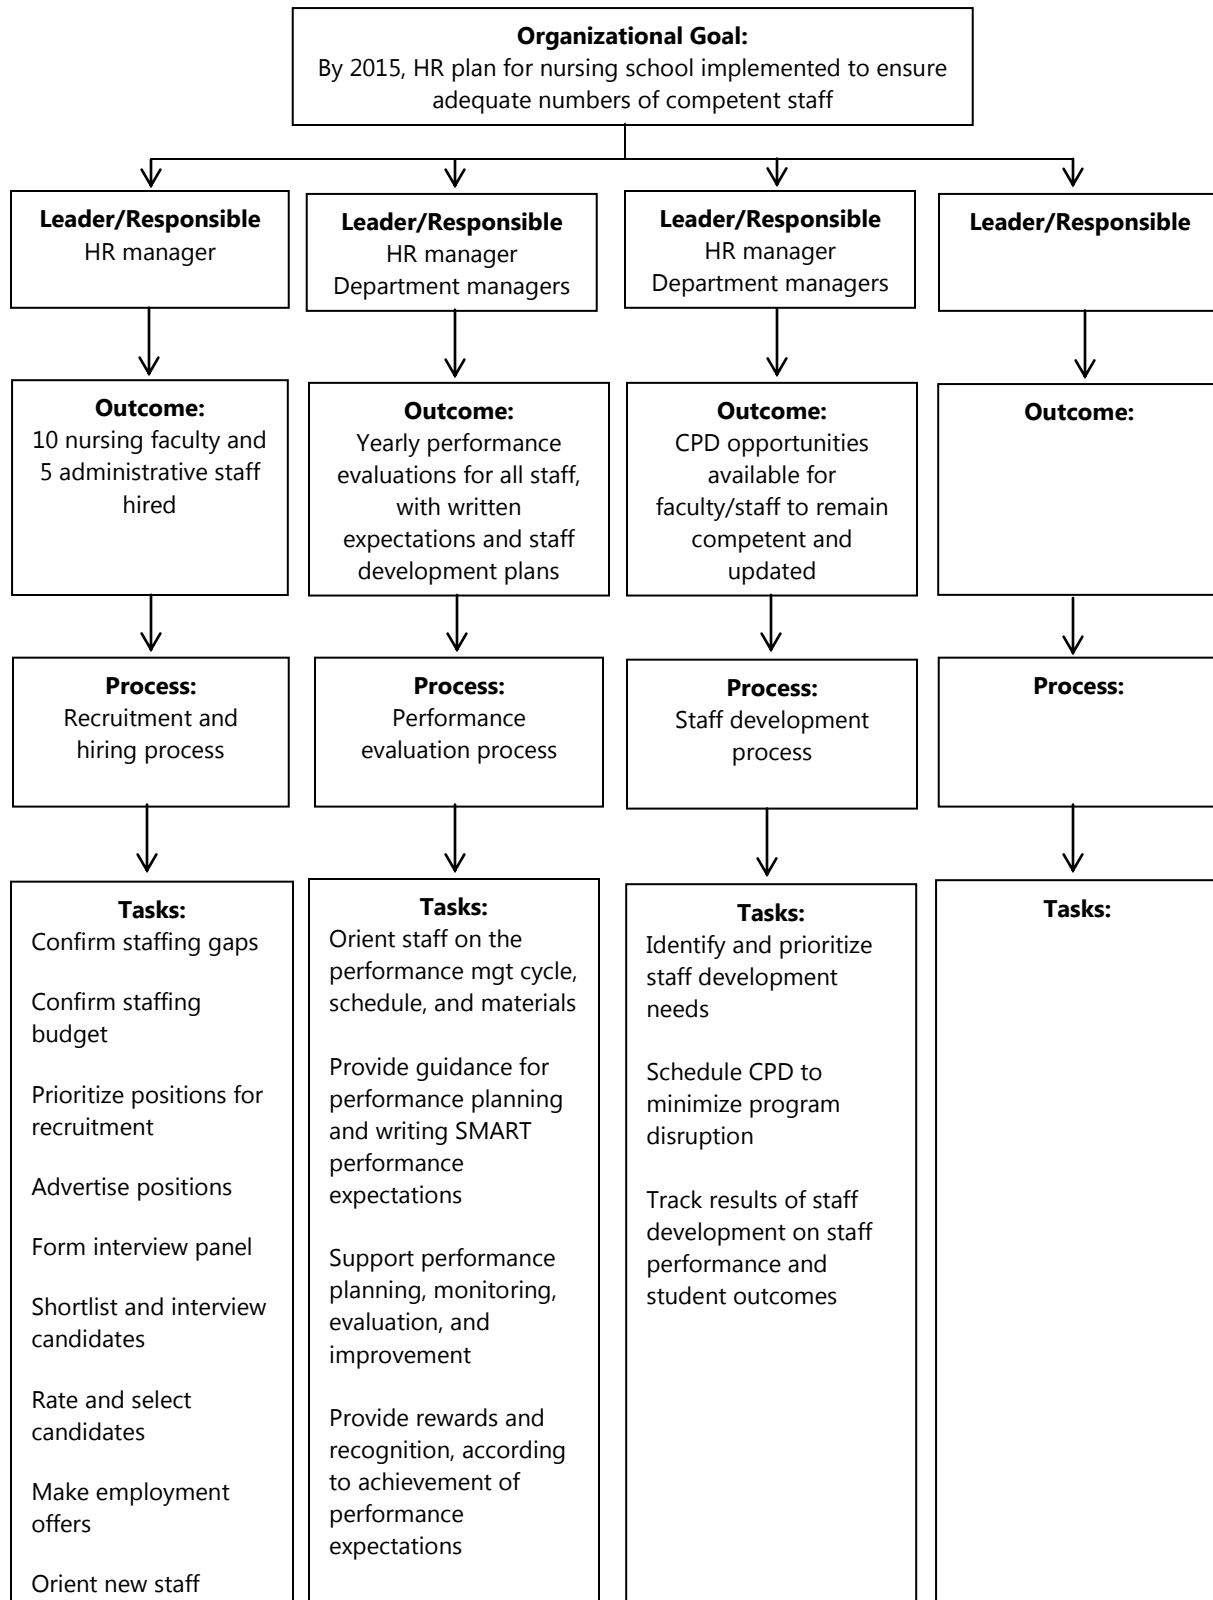 Organizational Goal:
By 2015, HR plan for nursing school implemented to ensure
adequate numbers of competent staff
Leader/Responsible
HR manager
Leader/Responsible
HR manager
Department managers
Leader/Responsible
HR manager
Department managers
Leader/Responsible
Outcome:
10 nursing faculty and
5 administrative staff
hired
Outcome:
Yearly performance
evaluations for all staff,
with written
expectations and staff
development plans
Outcome:
CPD opportunities
available for
faculty/staff to remain
competent and
updated
Outcome:
Process:
Recruitment and
hiring process
Process:
Performance
evaluation process
Process:
Staff development
process
Process:
Tasks:
Confirm staffing gaps
Confirm staffing
budget
Prioritize positions for
recruitment
Advertise positions
Form interview panel
Shortlist and interview
candidates
Rate and select
candidates
Make employment
offers
Orient new staff
Tasks:
Orient staff on the
performance mgt cycle,
schedule, and materials
Provide guidance for
performance planning
and writing SMART
performance
expectations
Support performance
planning, monitoring,
evaluation, and
improvement
Provide rewards and
recognition, according
to achievement of
performance
expectations
Tasks:
Identify and prioritize
staff development
needs
Schedule CPD to
minimize program
disruption
Track results of staff
development on staff
performance and
student outcomes
Tasks: